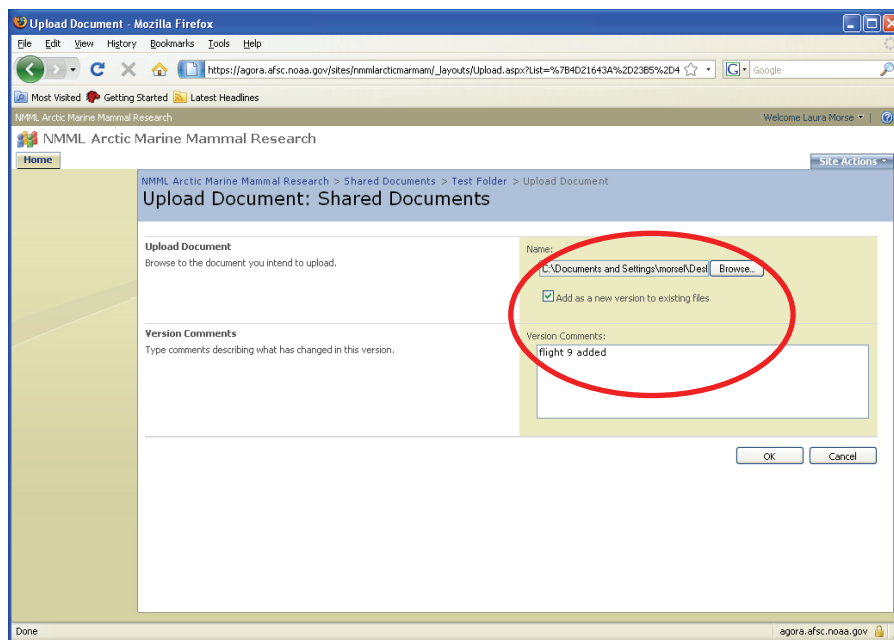 Upload Document - Mozilla Firefox
File Edit View History Bookmarks Tools Help
https://agora.afsc.noaa.gov/sites/nmmlarcticmarmam/_layouts/Upload.aspx?List=%7B4D21643A%2D23B5%2D4 Google
Most Visited Getting Started Latest Headlines
NMML Arctic Marine Mammal Research Welcome Laura Morse
NMML Arctic Marine Mammal Research
Home Site Actions
NMML Arctic Marine Mammal Research > Shared Documents > Test Folder > Upload Document
Upload Document: Shared Documents
Upload Document
Browse to the document you intend to upload.
Name:
C:\Documents and Settings\morsel\Desl Browse...
Add as a new version to existing files
Version Comments
Type comments describing what has changed in this version.
Version Comments:
flight 9 added
OK Cancel
Done agora.afsc.noaa.gov